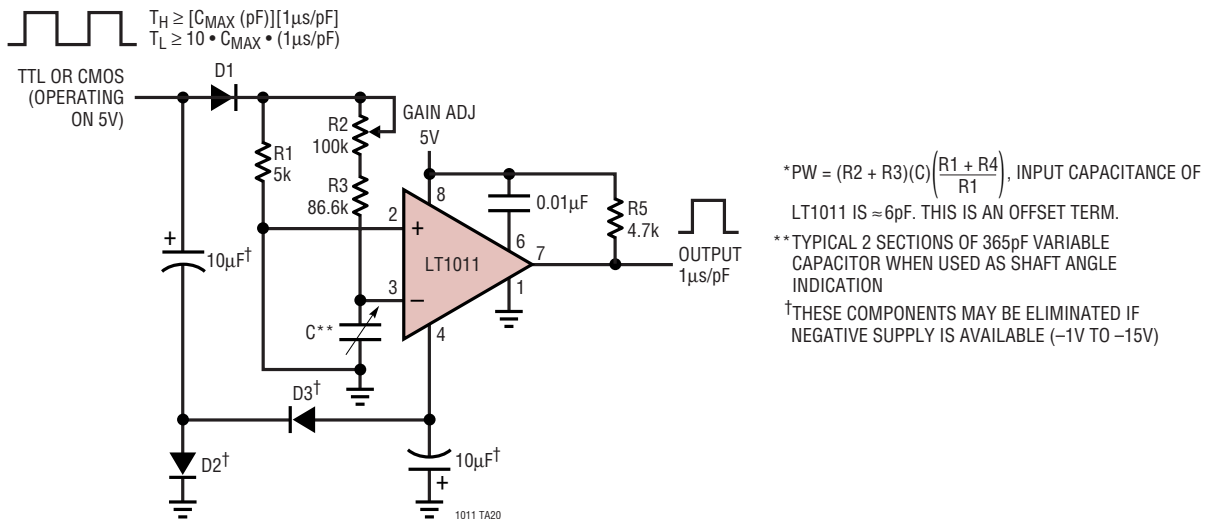 T_H ≥ [C_MAX (pF)][1µs/pF]
T_L ≥ 10 • C_MAX • (1µs/pF)
TTL OR CMOS
(OPERATING
ON 5V)
D1
R1
5k
R2
100k
GAIN ADJ
5V
R3
86.6k
8
2
+
3
−
LT1011
6
7
1
4
0.01µF
R5
4.7k
OUTPUT
1µs/pF
+
10µF†
C**
D3†
D2†
10µF†
+
1011 TA20
*PW = (R2 + R3)(C)((R1 + R4)/R1), INPUT CAPACITANCE OF
LT1011 IS ≈6pF. THIS IS AN OFFSET TERM.
**TYPICAL 2 SECTIONS OF 365pF VARIABLE
CAPACITOR WHEN USED AS SHAFT ANGLE
INDICATION
†THESE COMPONENTS MAY BE ELIMINATED IF
NEGATIVE SUPPLY IS AVAILABLE (–1V TO –15V)